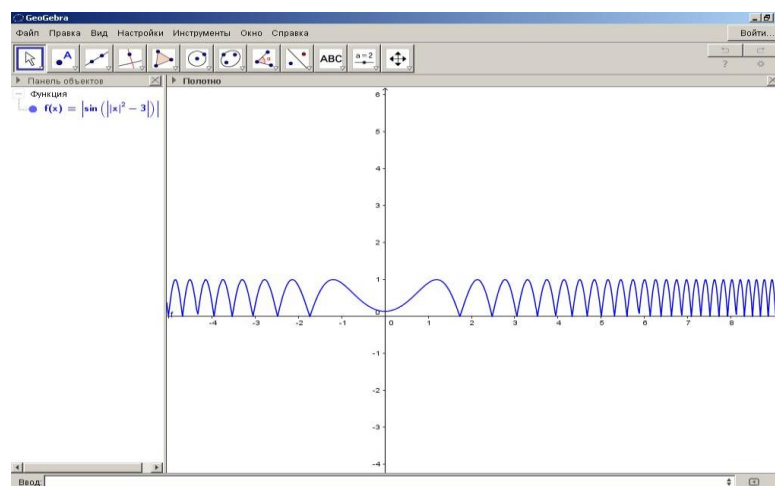 GeoGebra
Файл Правка Вид Настройки Инструменты Окно Справка Войти...
ABC a=2
Панель объектов Полотно
Функция
f(x) = |sin (||x|² − 3|)|
6
5
4
3
2
1
0
-4 -3 -2 -1 0 1 2 3 4 5 6 7 8
-1
-2
-3
-4
Ввод: